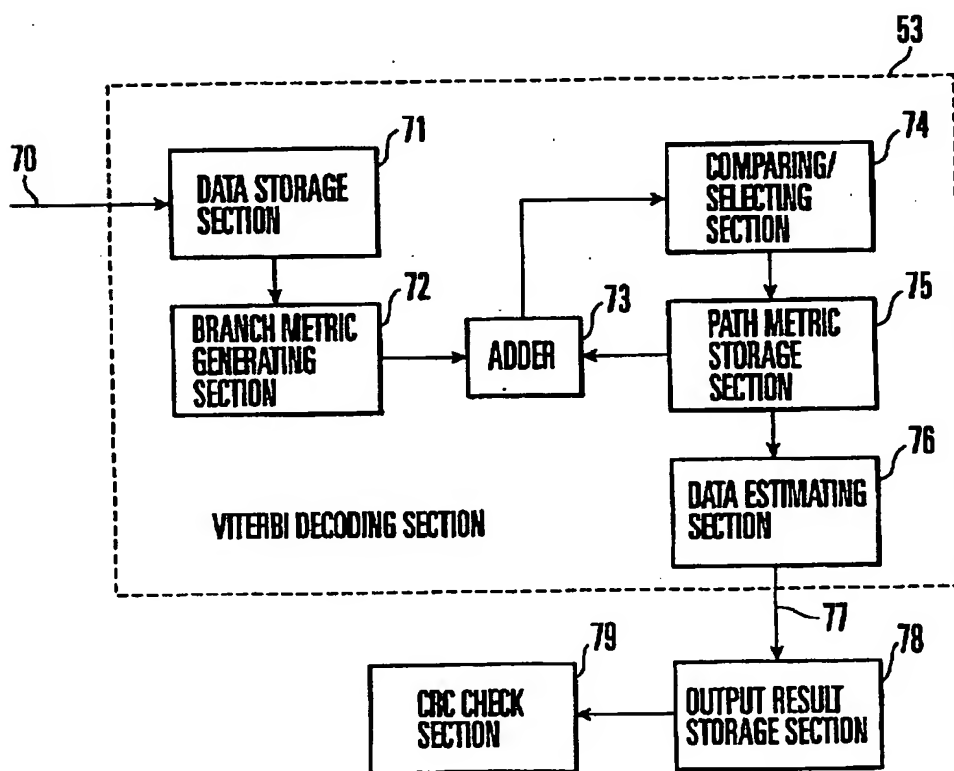 53
70
71
DATA STORAGE
SECTION
74
COMPARING/
SELECTING
SECTION
72
BRANCH METRIC
GENERATING
SECTION
73
ADDER
75
PATH METRIC
STORAGE
SECTION
76
DATA ESTIMATING
SECTION
VITERBI DECODING SECTION
77
79
CRC CHECK
SECTION
78
OUTPUT RESULT
STORAGE SECTION